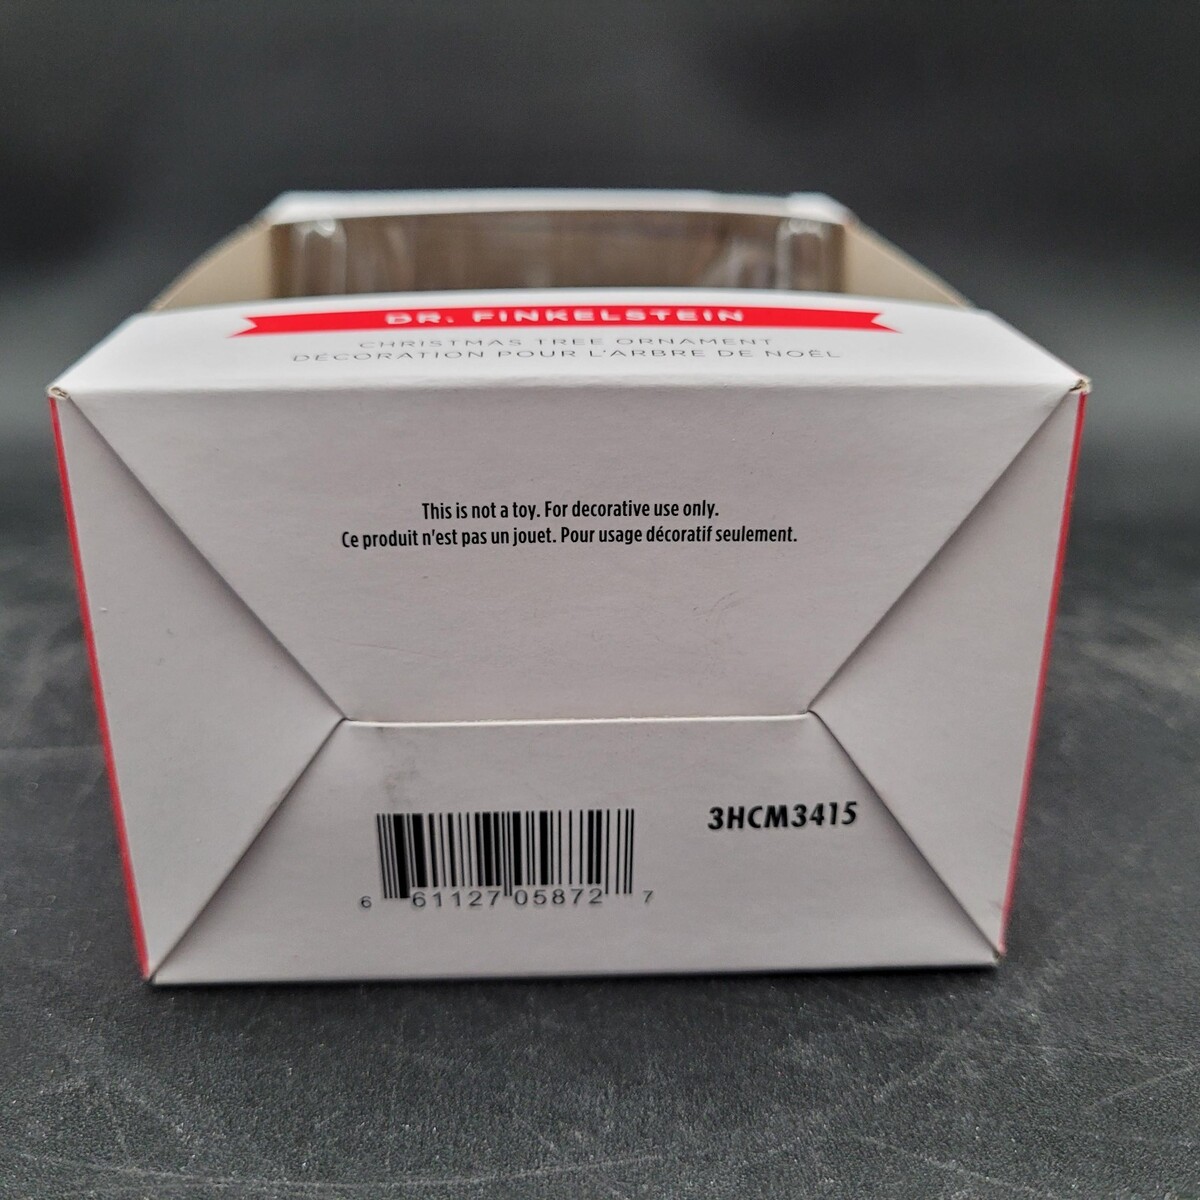 DR. FINKELSTEIN
CHRISTMAS TREE ORNAMENT
DÉCORATION POUR L'ARBRE DE NOËL
This is not a toy. For decorative use only.
Ce produit n'est pas un jouet. Pour usage décoratif seulement.
3HCM3415
6 61127 05872 7